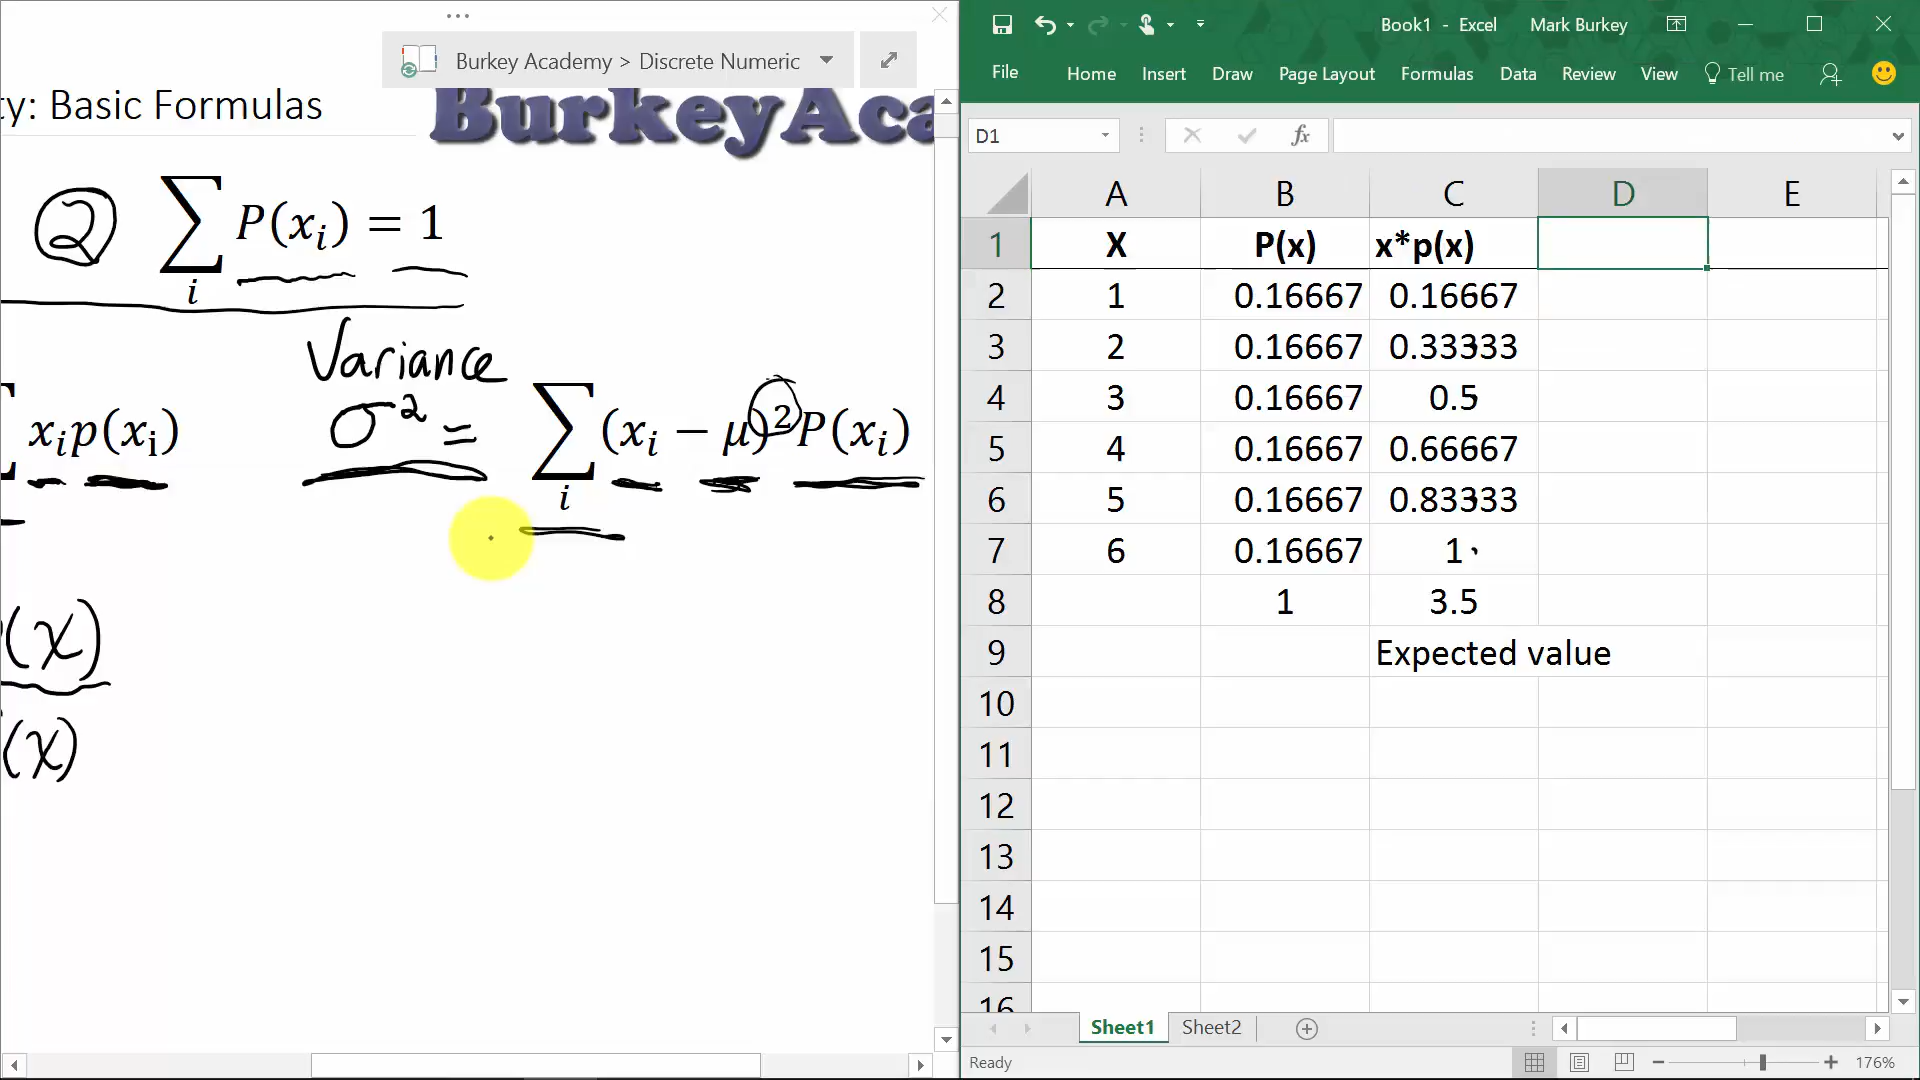 Burkey Academy > Discrete Numeric
ty: Basic Formulas
BurkeyAca
② ∑ P(xᵢ) = 1
i
Variance
xᵢp(xᵢ)
σ² = ∑ (xᵢ − μ)²P(xᵢ)
i
(x)
(x)
Book1 - Excel
Mark Burkey
File Home Insert Draw Page Layout Formulas Data Review View Tell me
D1
fx
A B C D E
1 X P(x) x*p(x)
2 1 0.16667 0.16667
3 2 0.16667 0.33333
4 3 0.16667 0.5
5 4 0.16667 0.66667
6 5 0.16667 0.83333
7 6 0.16667 1
8 1 3.5
9 Expected value
10
11
12
13
14
15
16
Sheet1 Sheet2
Ready
176%